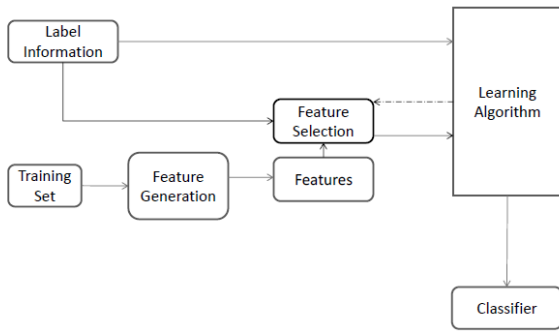 Label
Information
Learning
Algorithm
Feature
Selection
Training
Set
Feature
Generation
Features
Classifier